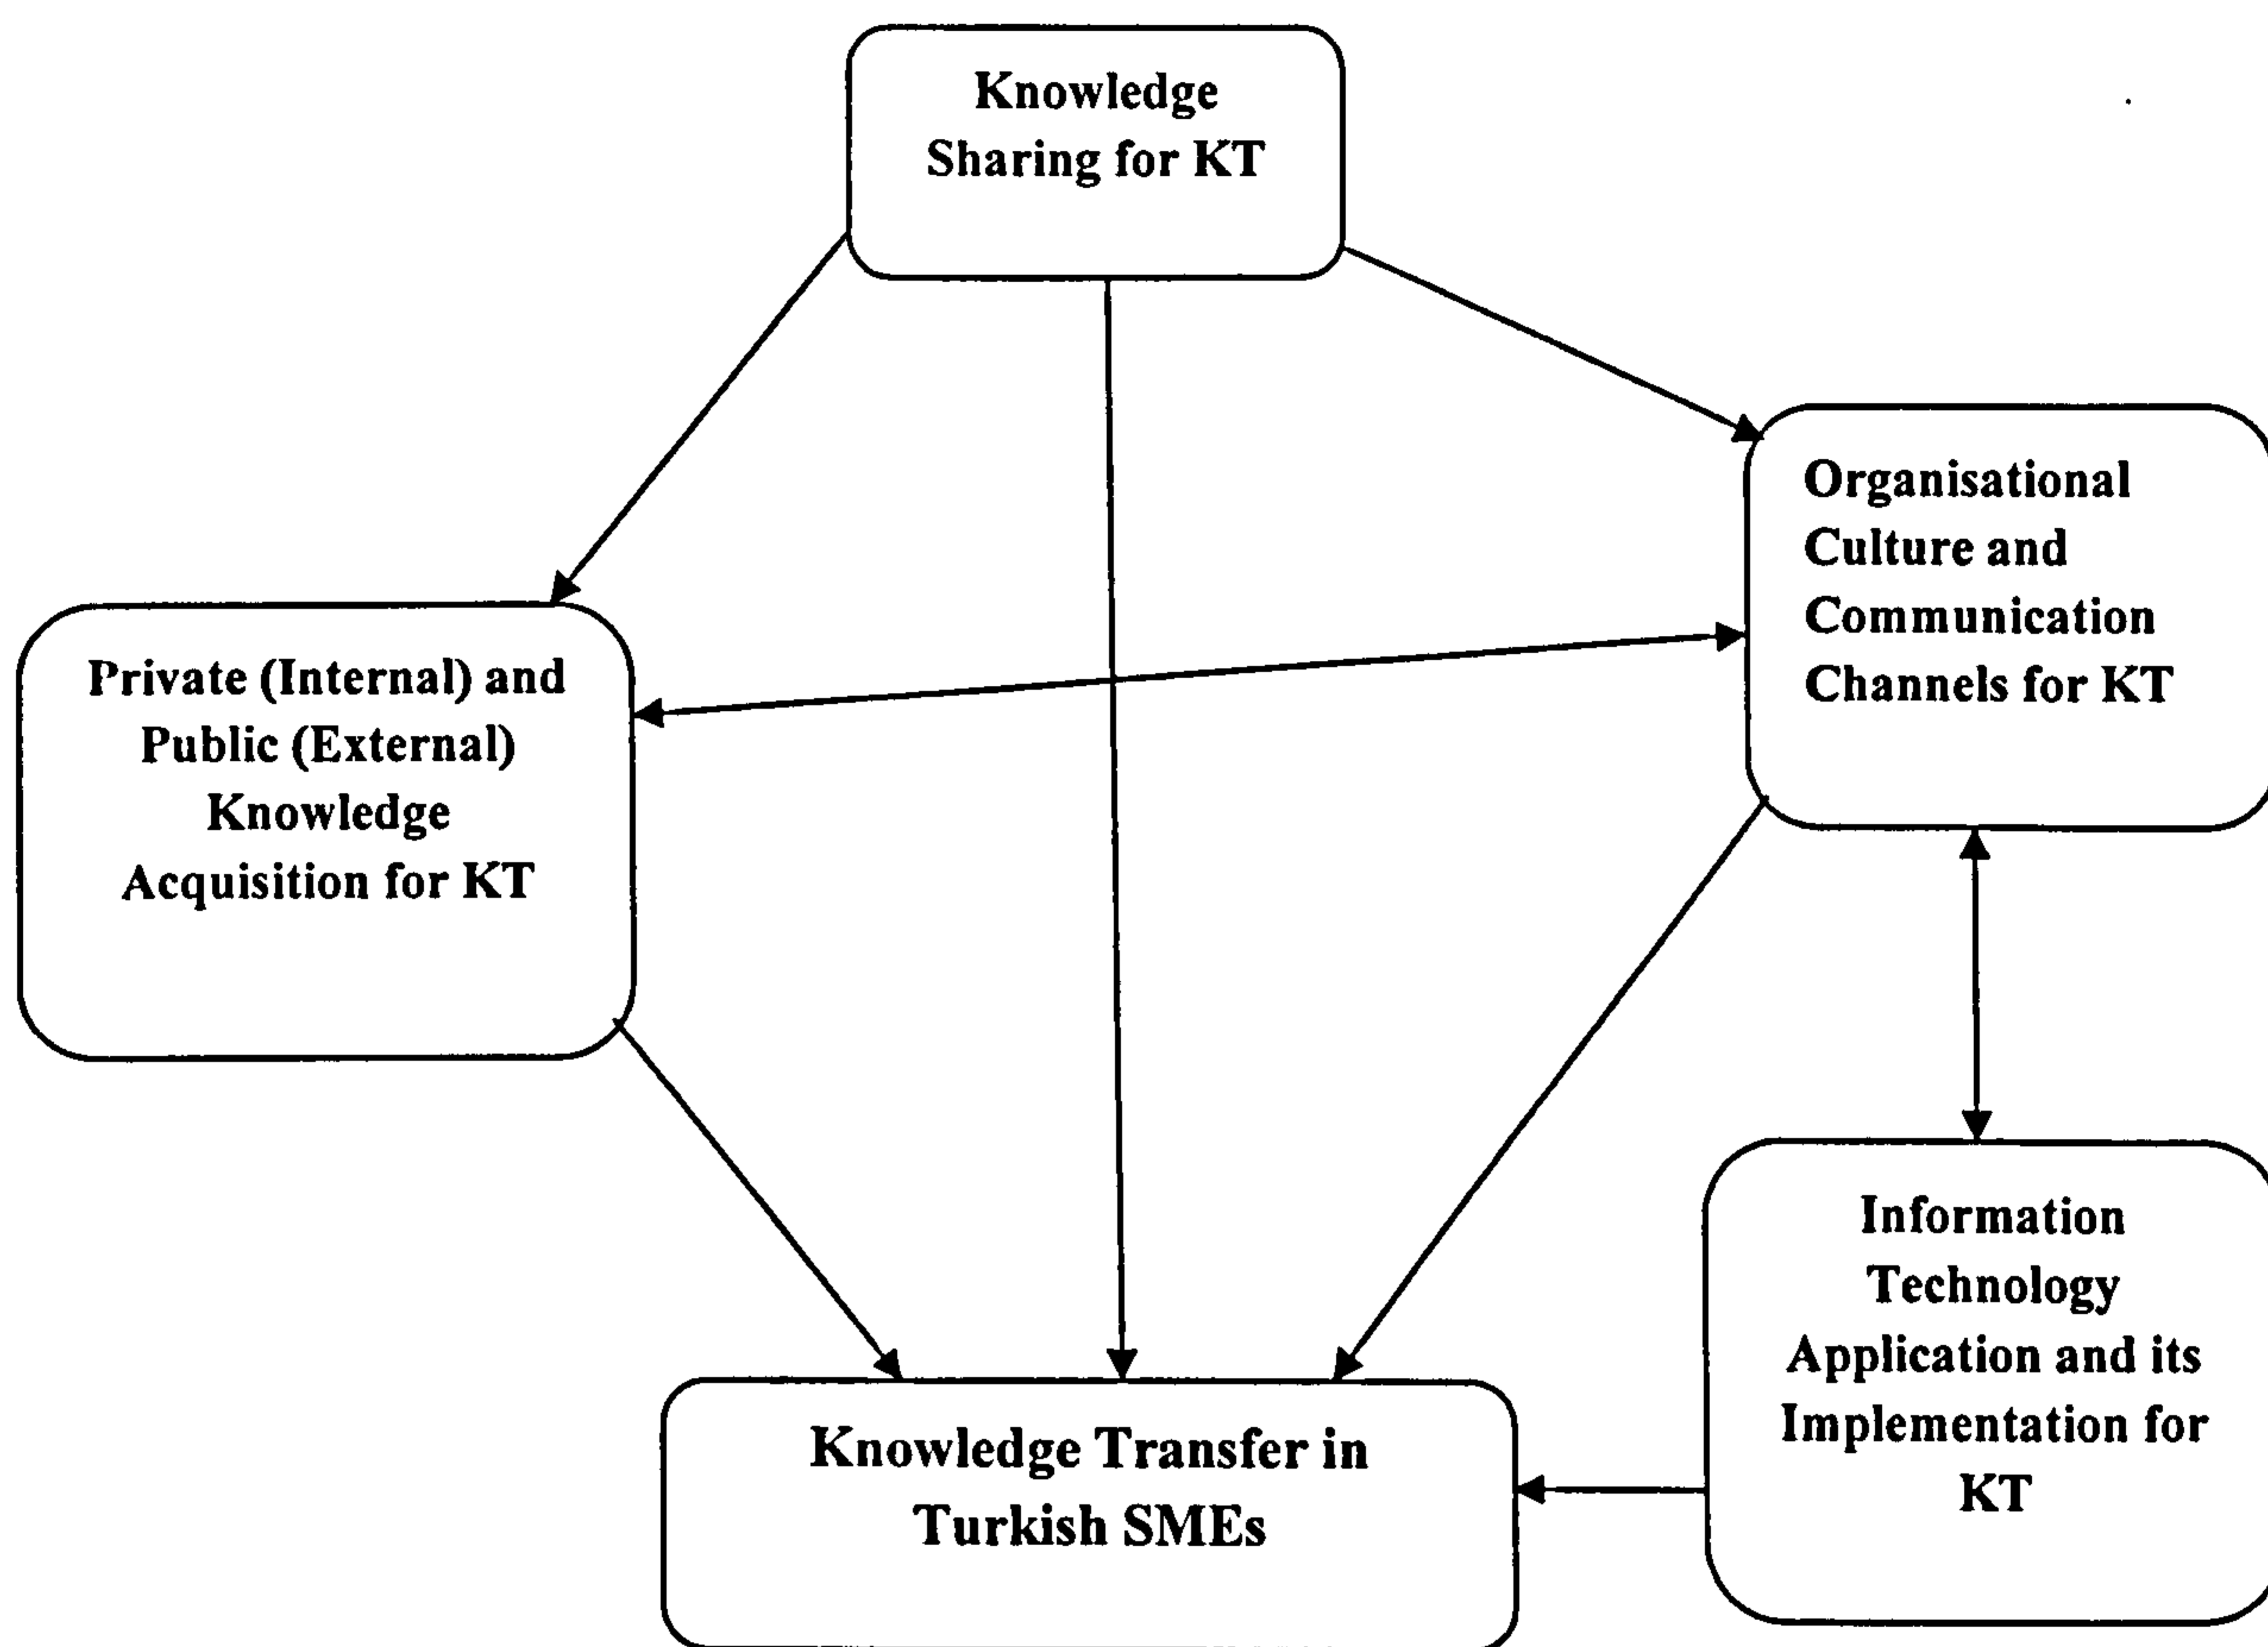 Knowledge
Sharing for KT
Organisational
Culture and
Communication
Channels for KT
Private (Internal) and
Public (External)
Knowledge
Acquisition for KT
Information
Technology
Application and its
Implementation for
KT
Knowledge Transfer in
Turkish SMEs